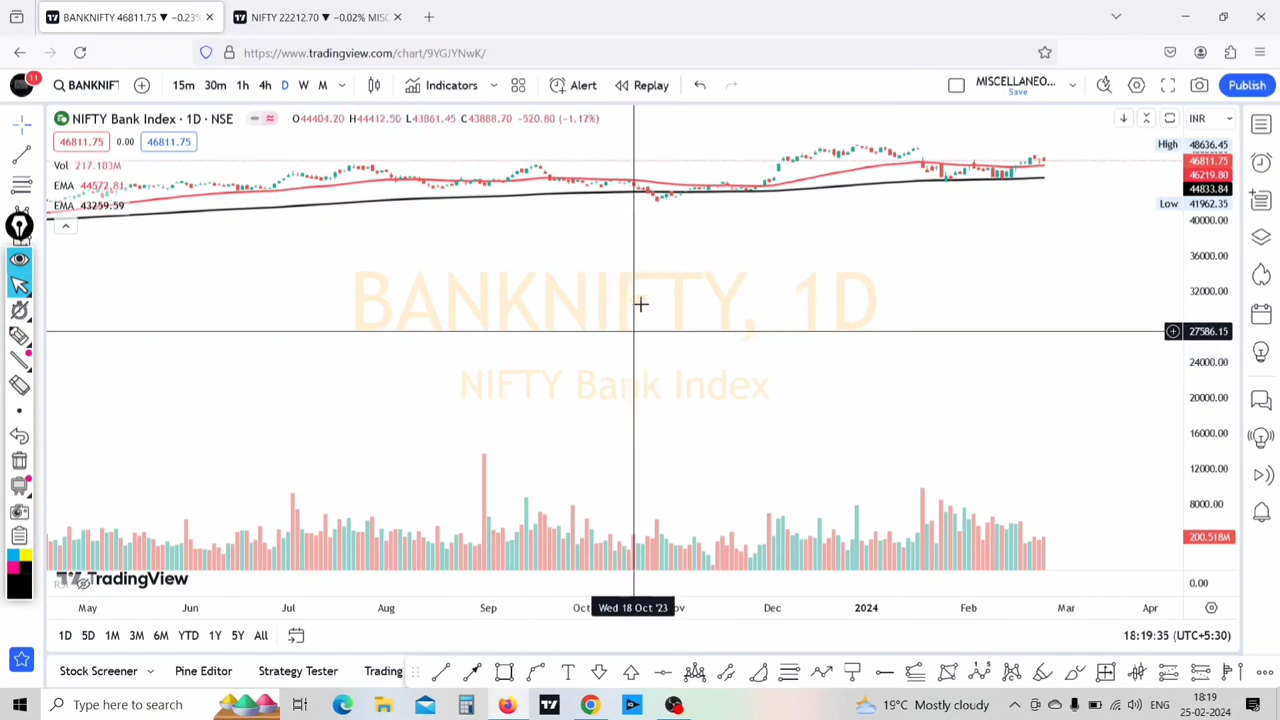 BANKNIFTY 46811.75 ▼ −0.23%
NIFTY 22212.70 ▼ −0.02% MISC
https://www.tradingview.com/chart/9YGJYNwK/
11
BANKNIFT
15m 30m 1h 4h D W M
Indicators
Alert
Replay
MISCELLANEO...
Save
Publish
NIFTY Bank Index · 1D · NSE
O44404.20 H44412.50 L43861.45 C43888.70 −520.80 (−1.17%)
INR
46811.75 0.00 46811.75
Vol 217.183M
EMA 44572.81
EMA 43259.59
High 48636.45
46811.75
46219.80
44833.84
Low 41962.35
40000.00
36000.00
32000.00
27586.15
24000.00
20000.00
16000.00
12000.00
8000.00
200.518M
0.00
BANKNIFTY, 1D
NIFTY Bank Index
TradingView
May Jun Jul Aug Sep Oct Wed 18 Oct '23 ov Dec 2024 Feb Mar Apr
1D 5D 1M 3M 6M YTD 1Y 5Y All
18:19:35 (UTC+5:30)
Stock Screener Pine Editor Strategy Tester Trading
Type here to search
19°C Mostly cloudy
ENG
18:19
25-02-2024